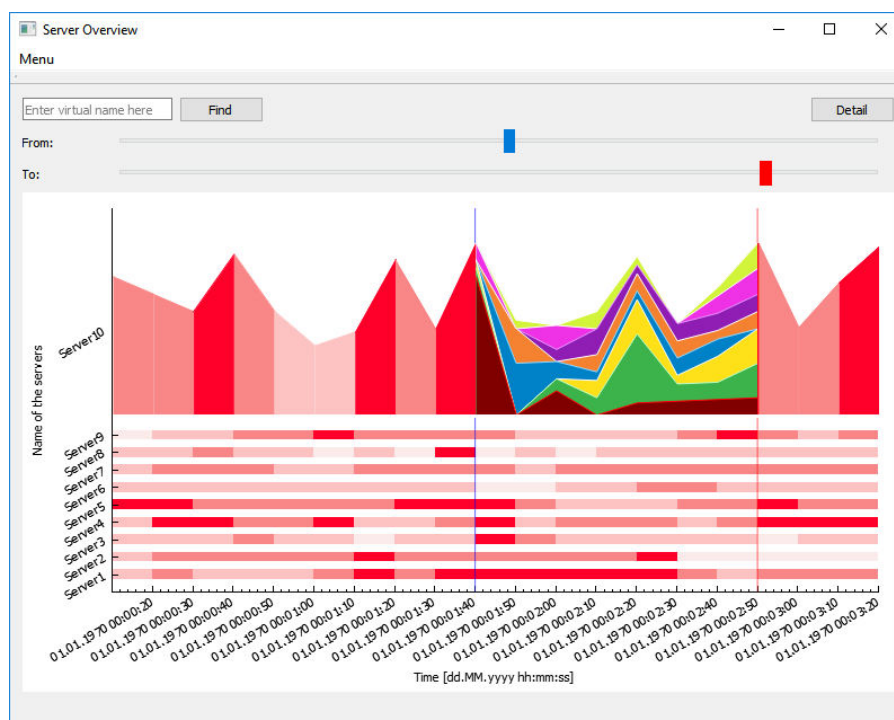 Server Overview
Menu
Enter virtual name here
Find
Detail
From:
To:
Name of the servers
Server10
Server9
Server8
Server7
Server6
Server5
Server4
Server3
Server2
Server1
01.01.1970 00:00:20
01.01.1970 00:00:30
01.01.1970 00:00:40
01.01.1970 00:00:50
01.01.1970 00:01:00
01.01.1970 00:01:10
01.01.1970 00:01:20
01.01.1970 00:01:30
01.01.1970 00:01:40
01.01.1970 00:01:50
01.01.1970 00:02:00
01.01.1970 00:02:10
01.01.1970 00:02:20
01.01.1970 00:02:30
01.01.1970 00:02:40
01.01.1970 00:02:50
01.01.1970 00:03:00
01.01.1970 00:03:10
01.01.1970 00:03:20
Time [dd.MM.yyyy hh:mm:ss]